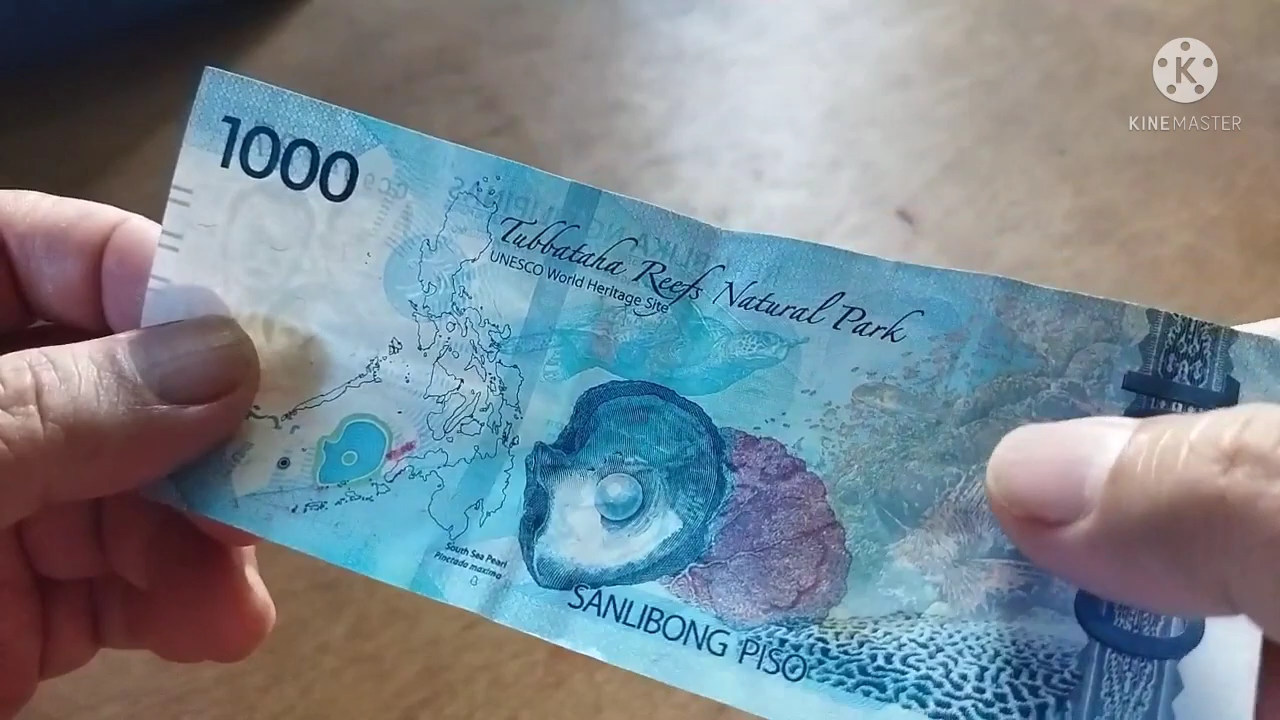 KINEMASTER
1000
Tubbataha Reefs Natural Park
UNESCO World Heritage Site
South Sea Pearl
Pinctada maxima
SANLIBONG PISO